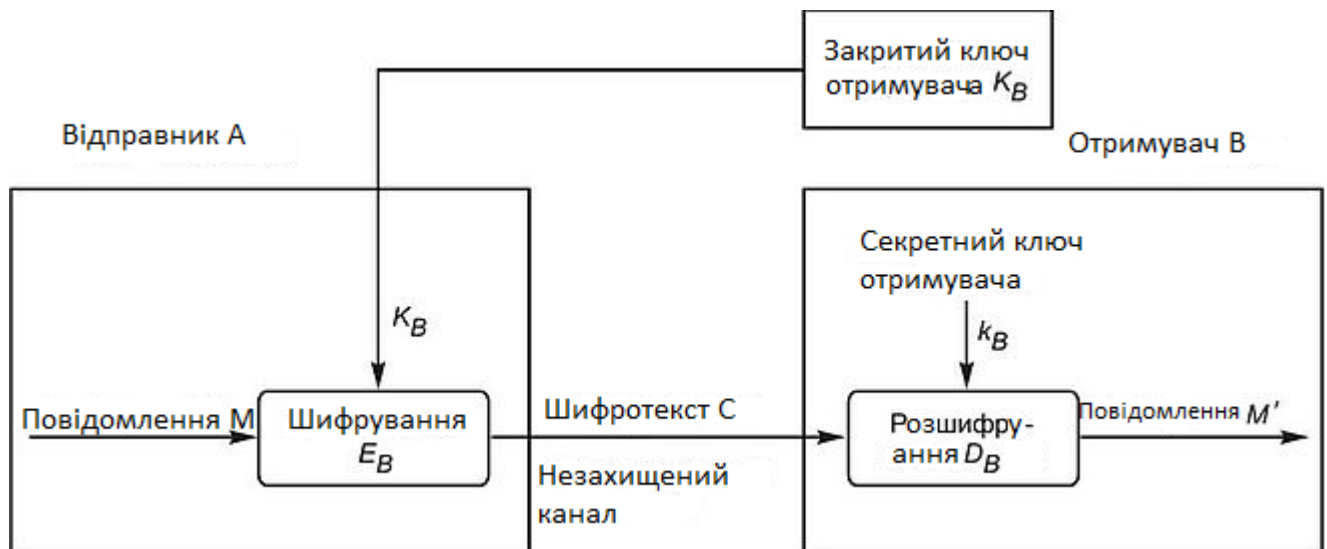 Закритий ключ
отримувача K_B
Відправник А
Отримувач В
Секретний ключ
отримувача
K_B
k_B
Повідомлення М
Шифрування
E_B
Шифротекст С
Незахищений
канал
Розшифру-
ання D_B
Повідомлення M'